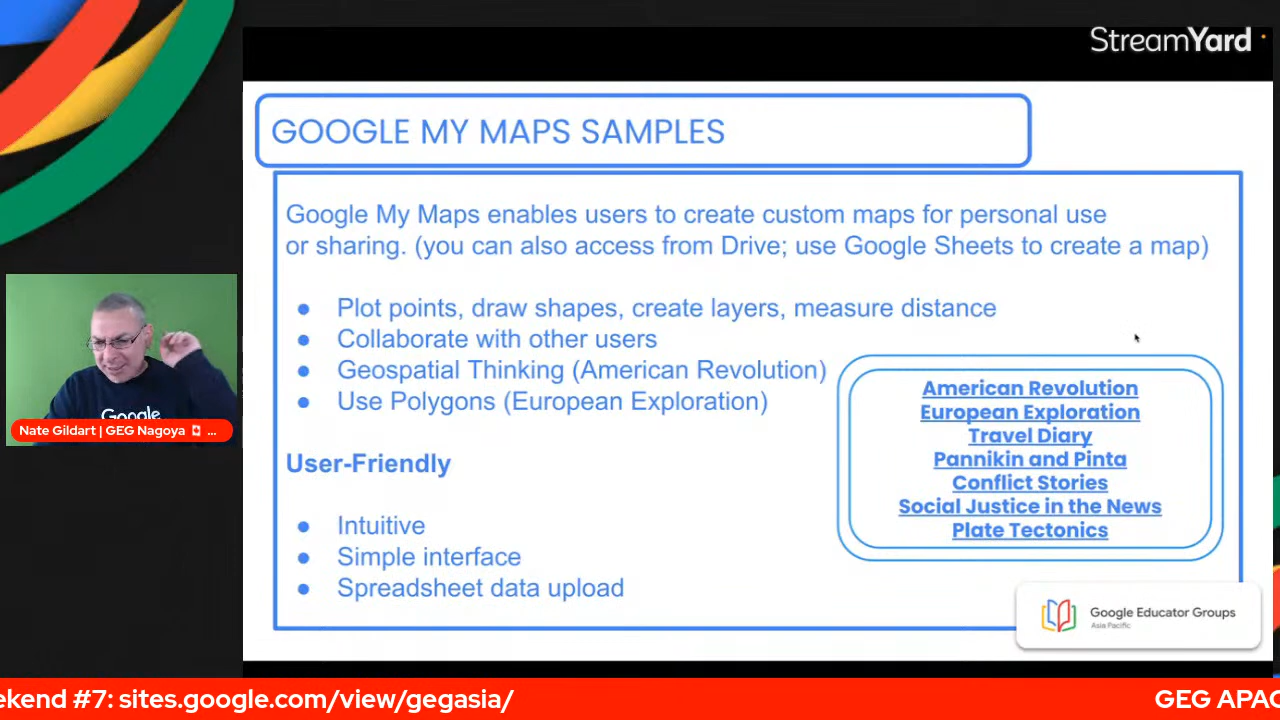 StreamYard
GOOGLE MY MAPS SAMPLES
Google My Maps enables users to create custom maps for personal use
or sharing. (you can also access from Drive; use Google Sheets to create a map)
● Plot points, draw shapes, create layers, measure distance
● Collaborate with other users
● Geospatial Thinking (American Revolution)
● Use Polygons (European Exploration)
User-Friendly
● Intuitive
● Simple interface
● Spreadsheet data upload
American Revolution
European Exploration
Travel Diary
Pannikin and Pinta
Conflict Stories
Social Justice in the News
Plate Tectonics
Google
Nate Gildart | GEG Nagoya 🇨🇦 ...
Google Educator Groups
Asia Pacific
ekend #7: sites.google.com/view/gegasia/
GEG APAC